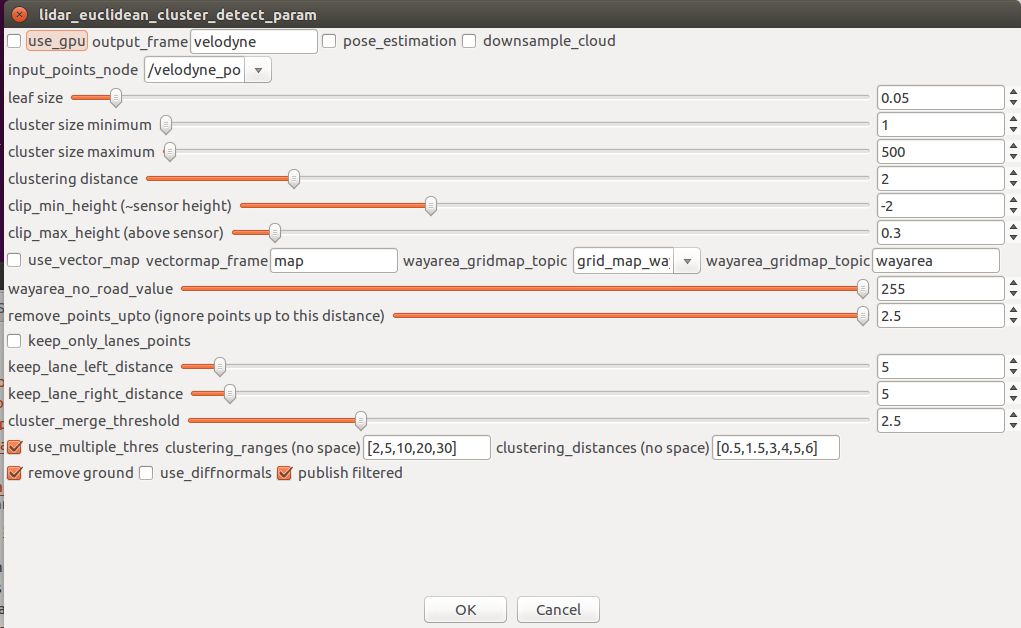 lidar_euclidean_cluster_detect_param
use_gpu output_frame velodyne pose_estimation downsample_cloud
input_points_node /velodyne_po
leaf size 0.05
cluster size minimum 1
cluster size maximum 500
clustering distance 2
clip_min_height (~sensor height) -2
clip_max_height (above sensor) 0.3
use_vector_map vectormap_frame map wayarea_gridmap_topic grid_map_way wayarea_gridmap_topic wayarea
wayarea_no_road_value 255
remove_points_upto (ignore points up to this distance) 2.5
keep_only_lanes_points
keep_lane_left_distance 5
keep_lane_right_distance 5
cluster_merge_threshold 2.5
use_multiple_thres clustering_ranges (no space) [2,5,10,20,30] clustering_distances (no space) [0.5,1.5,3,4,5,6]
remove ground use_diffnormals publish filtered
OK Cancel